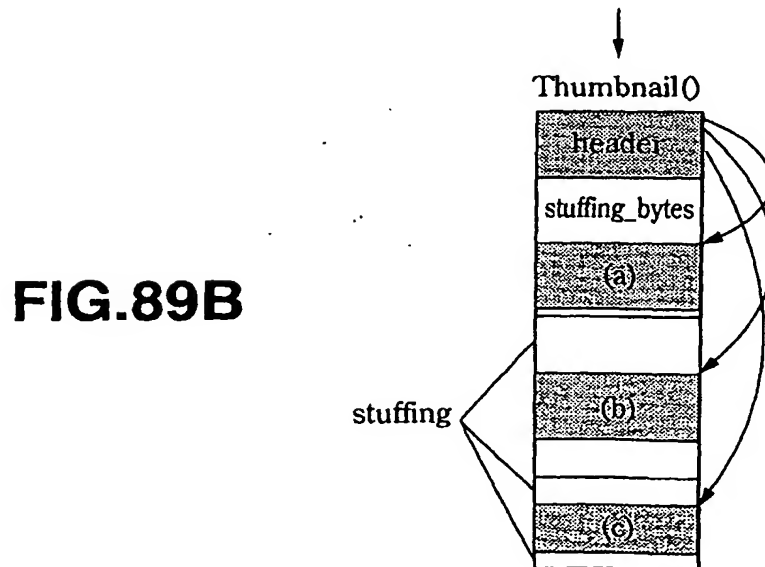 Thumbnail()
header
stuffing_bytes
(a)
FIG.89B
(b)
stuffing
(c)